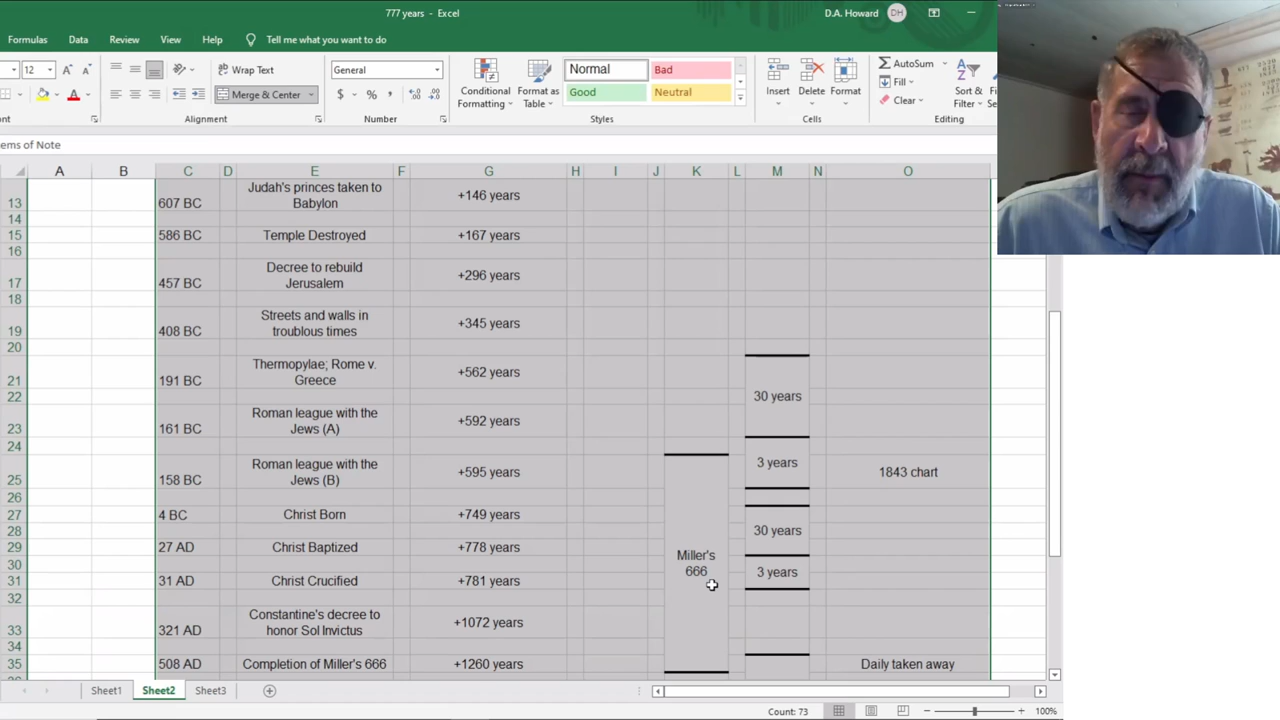 777 years - Excel
D.A. Howard
DH
Formulas Data Review View Help Tell me what you want to do
12
Wrap Text
General
Merge & Center
Normal
Bad
Good
Neutral
Conditional
Formatting
Format as
Table
Insert
Delete
Format
AutoSum
Fill
Clear
Sort &
Filter
Alignment
Number
Styles
Cells
Editing
ems of Note
A B C D E F G H I J K L M N O
13 607 BC Judah's princes taken to
Babylon +146 years
14
15 586 BC Temple Destroyed +167 years
16
17 457 BC Decree to rebuild
Jerusalem +296 years
18
19 408 BC Streets and walls in
troublous times +345 years
20
21 191 BC Thermopylae; Rome v.
Greece +562 years
22 30 years
23 161 BC Roman league with the
Jews (A) +592 years
24
3 years
25 158 BC Roman league with the
Jews (B) +595 years 1843 chart
26
27 4 BC Christ Born +749 years
28 30 years
29 27 AD Christ Baptized +778 years
30 Miller's
666
3 years
31 31 AD Christ Crucified +781 years
32
33 321 AD Constantine's decree to
honor Sol Invictus +1072 years
34
35 508 AD Completion of Miller's 666 +1260 years Daily taken away
Sheet1 Sheet2 Sheet3
Count: 73
100%